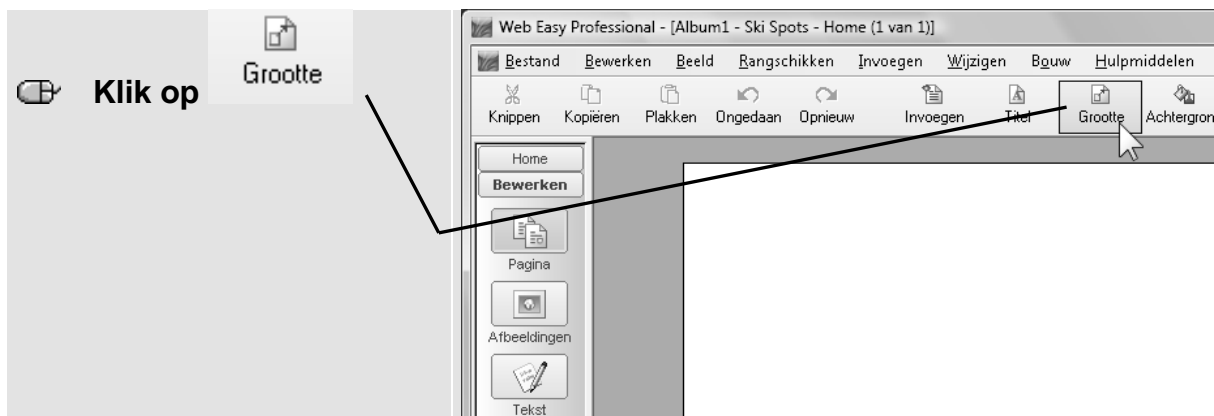 Klik op Grootte
Web Easy Professional - [Album1 - Ski Spots - Home (1 van 1)]
Bestand Bewerken Beeld Rangschikken Invoegen Wijzigen Bouw Hulpmiddelen
Knippen Kopiëren Plakken Ongedaan Opnieuw Invoegen Titel Grootte Achtergron
Home
Bewerken
Pagina
Afbeeldingen
Tekst